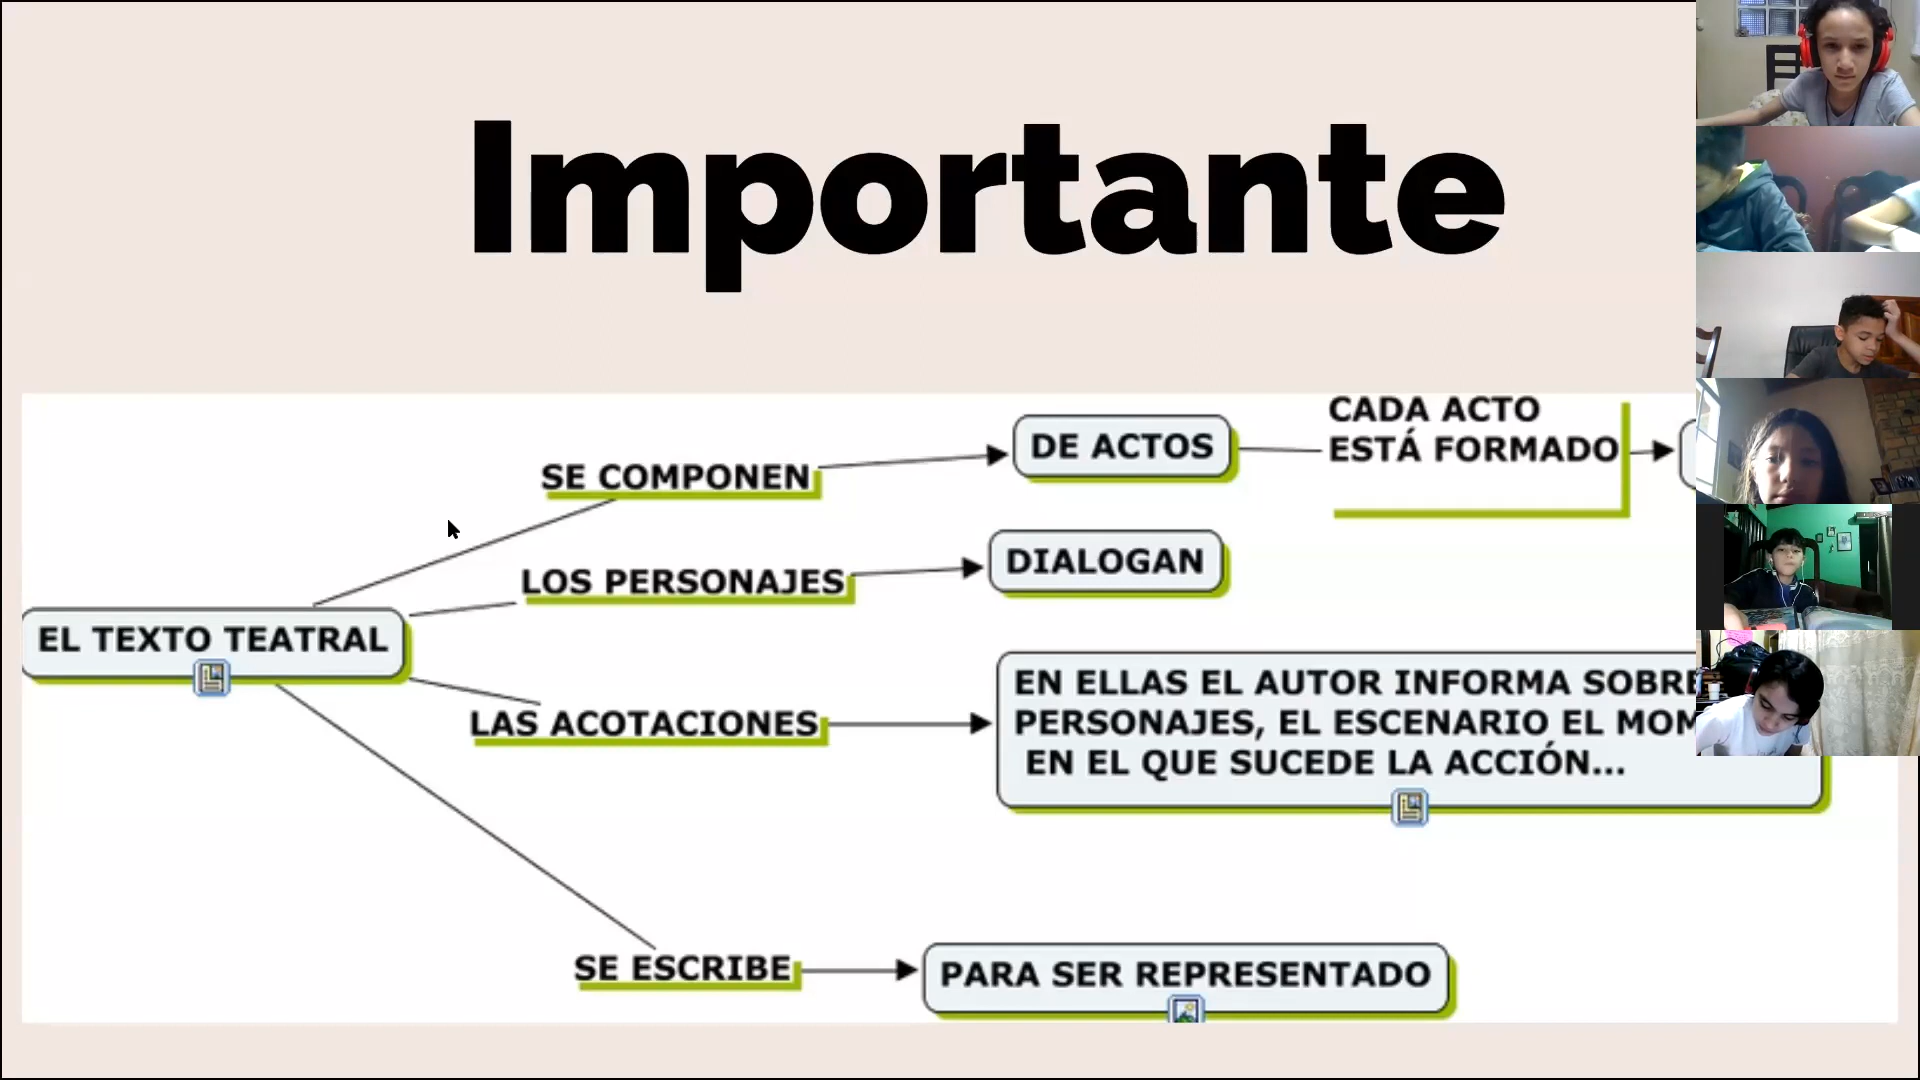 Importante
CADA ACTO
DE ACTOS
ESTÁ FORMADO
SE COMPONEN
DIALOGAN
LOS PERSONAJES
EL TEXTO TEATRAL
EN ELLAS EL AUTOR INFORMA SOBRE
LAS ACOTACIONES
PERSONAJES, EL ESCENARIO EL
EN EL QUE SUCEDE LA ACCIÓN...
SE ESCRIBE
PARA SER REPRESENTADO